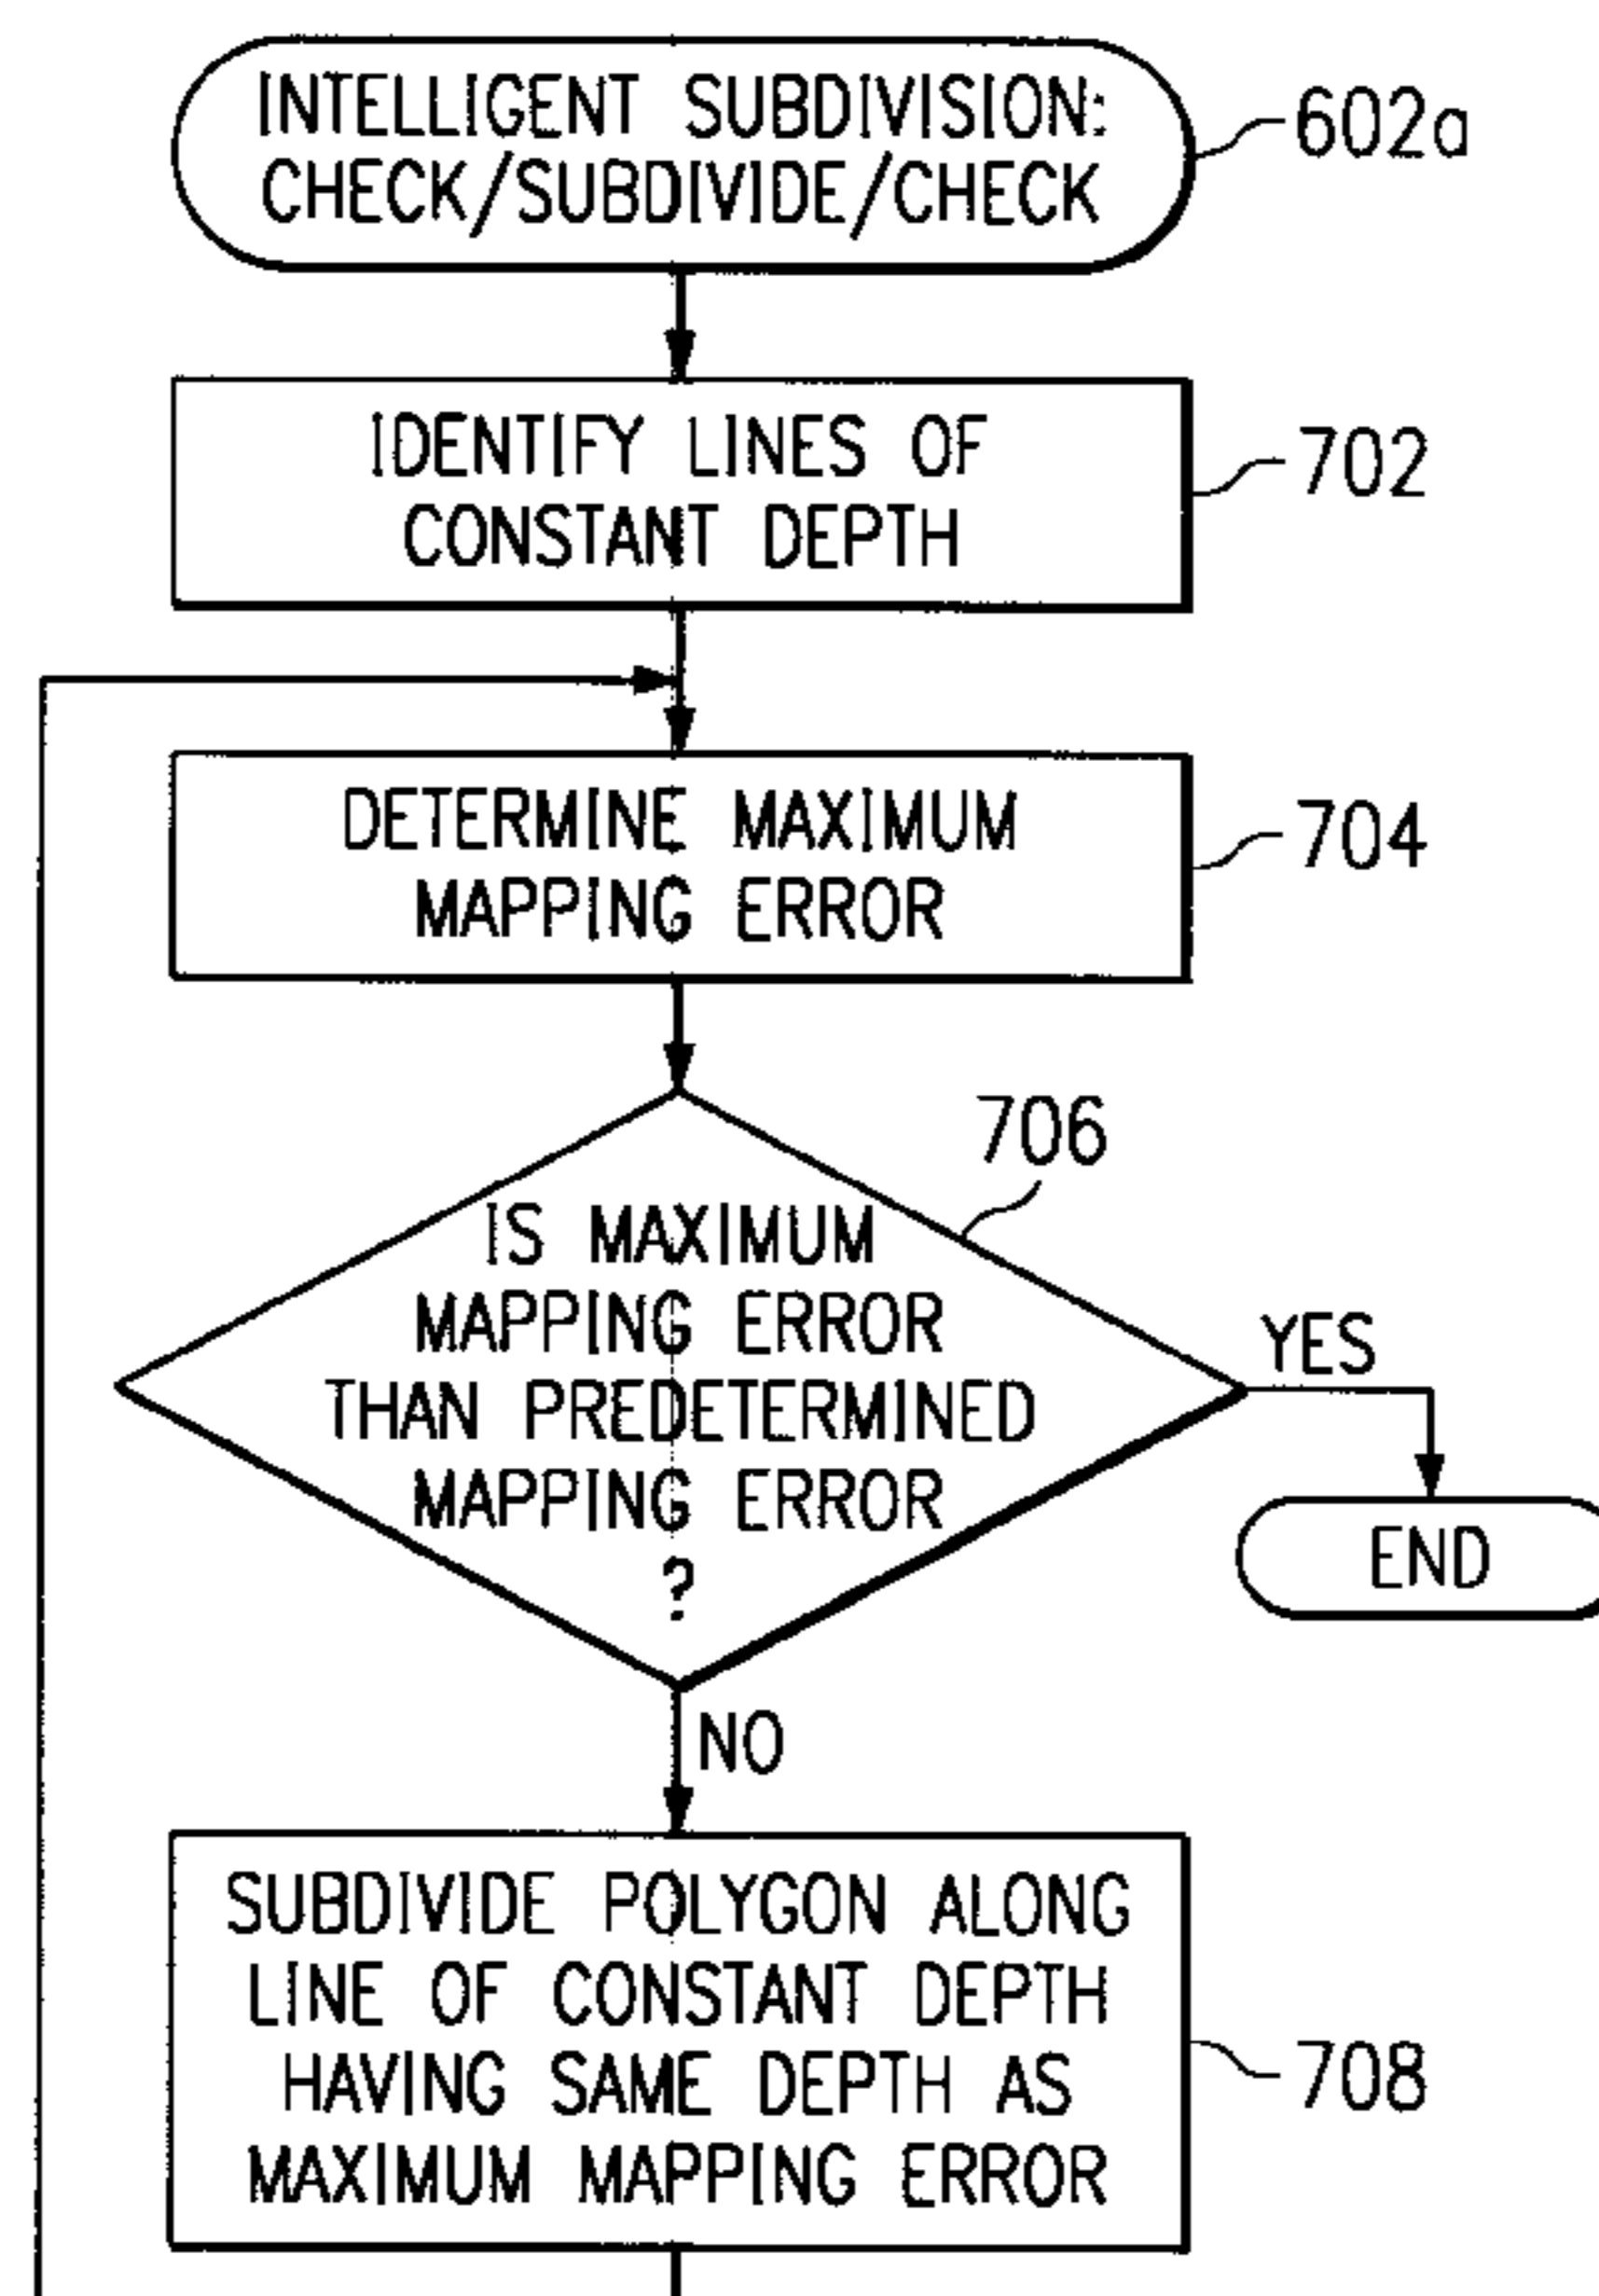 INTELLIGENT SUBDIVISION:
CHECK/SUBDIVIDE/CHECK
602a
IDENTIFY LINES OF
CONSTANT DEPTH
702
DETERMINE MAXIMUM
MAPPING ERROR
704
706
IS MAXIMUM
MAPPING ERROR
THAN PREDETERMINED
MAPPING ERROR
?
YES
END
NO
SUBDIVIDE POLYGON ALONG
LINE OF CONSTANT DEPTH
HAVING SAME DEPTH AS
MAXIMUM MAPPING ERROR
708